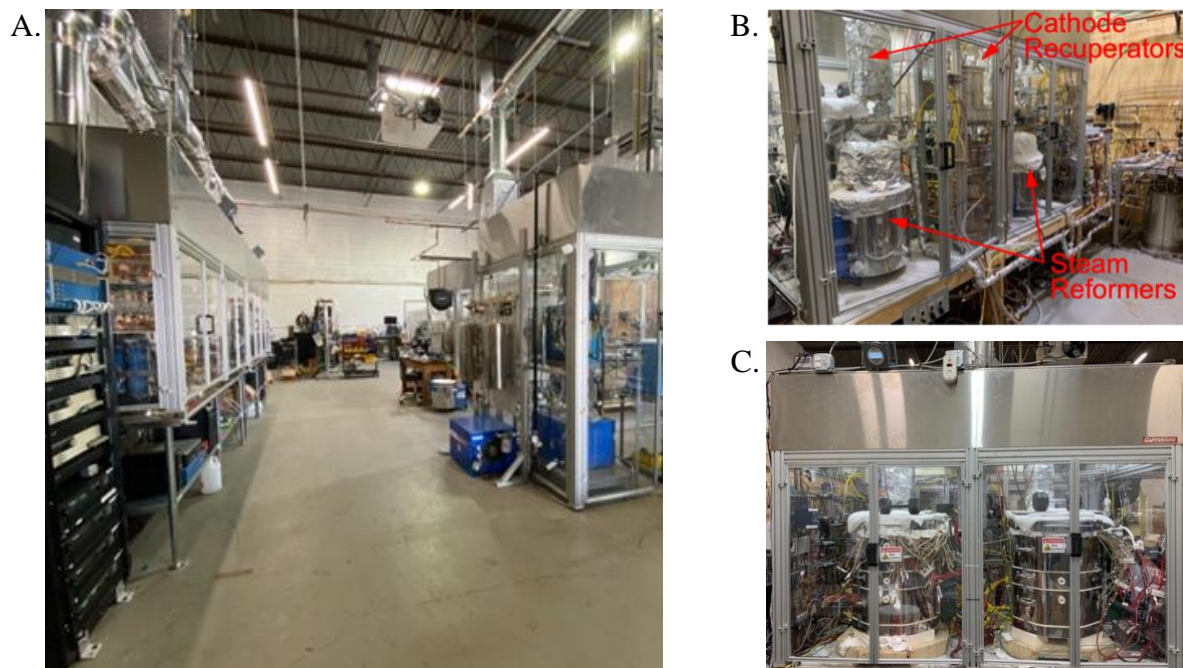 A.
B.
Cathode
Recuperators
Steam
Reformers
C.